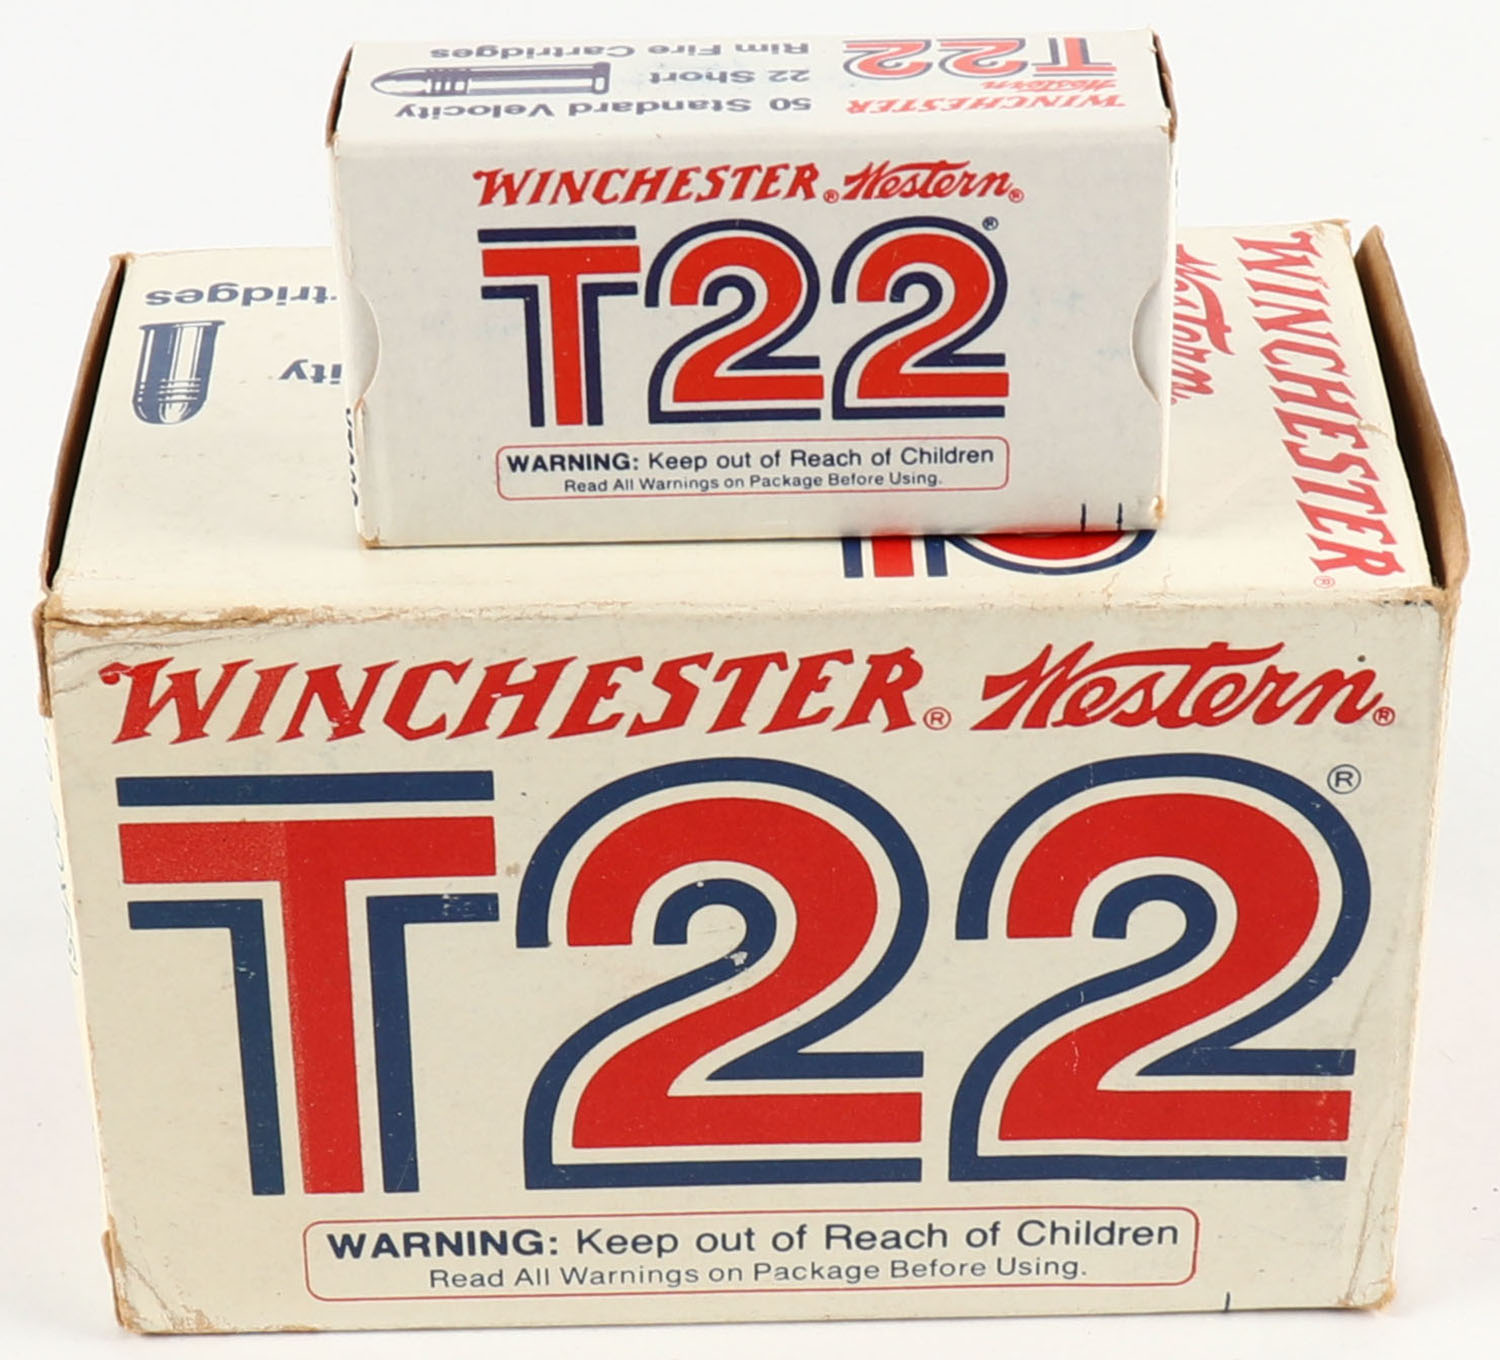 50 Standard Velocity
22 Short
Rim Fire Cartridges
WINCHESTER
Western
T22
WINCHESTER® Western®
T22®
WARNING: Keep out of Reach of Children
Read All Warnings on Package Before Using.
WINCHESTER®
Western
WINCHESTER® Western®
T22®
WARNING: Keep out of Reach of Children
Read All Warnings on Package Before Using.